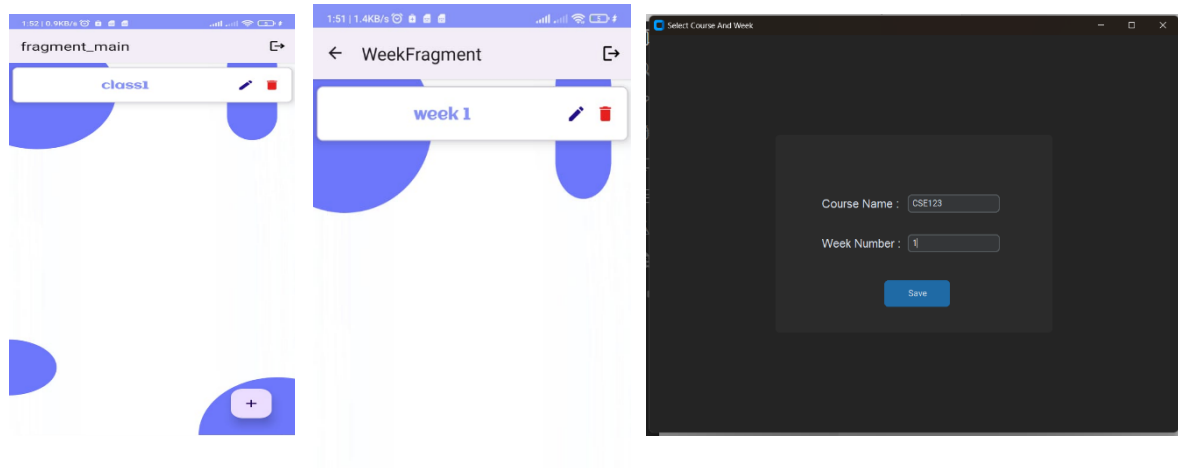 1:52 | 0.9KB/s
fragment_main
class1
+
1:51 | 1.4KB/s
WeekFragment
week 1
Select Course And Week
Course Name :
CSE123
Week Number :
1
Save